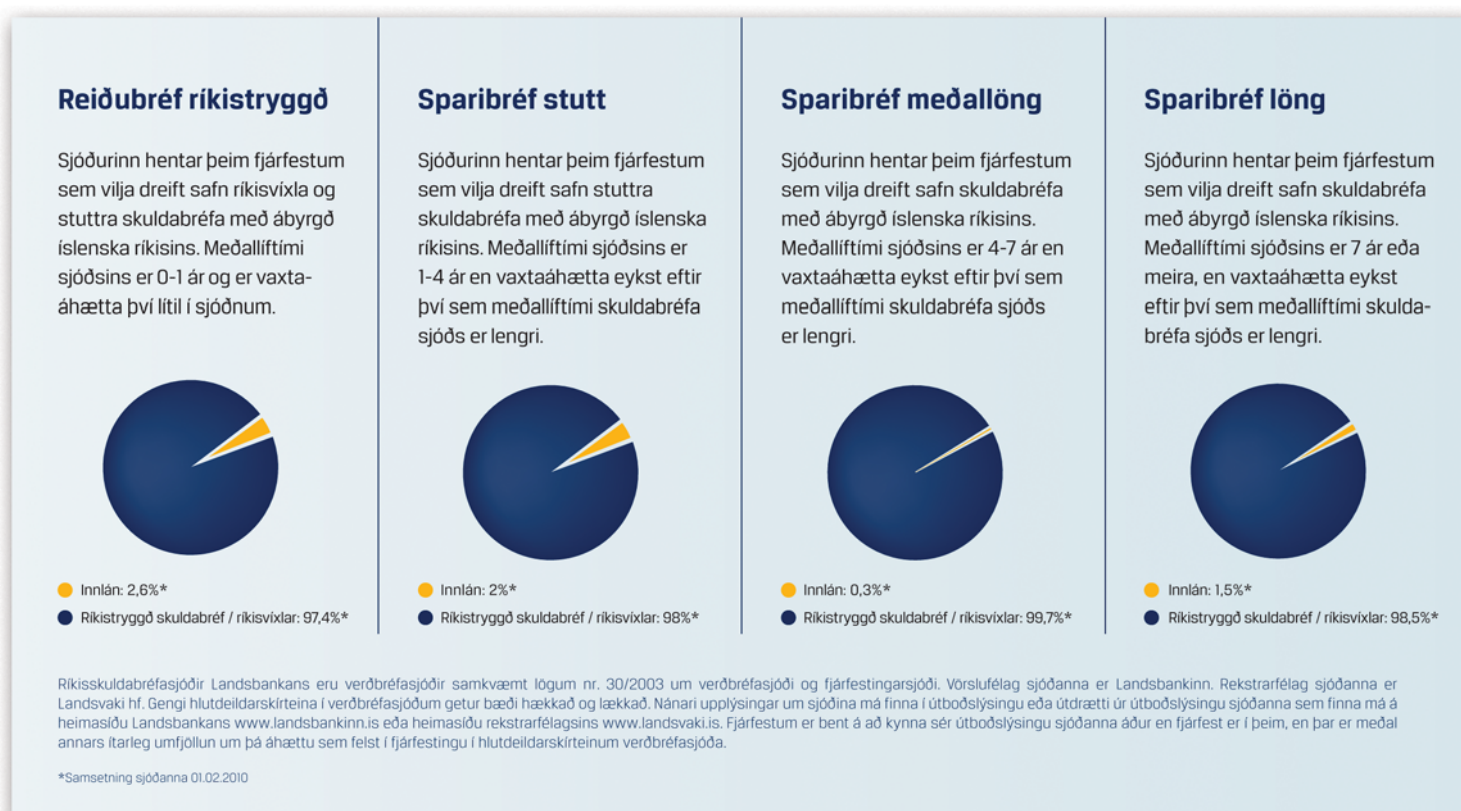 Reiðubréf ríkistryggð
Sjóðurinn hentar þeim fjárfestum
sem vilja dreift safn ríkisvíxla og
stuttra skuldabréfa með ábyrgð
íslenska ríkisins. Meðallíftími
sjóðsins er 0-1 ár og er vaxta-
áhætta því lítil í sjóðnum.
Innlán: 2,6%*
Ríkistryggð skuldabréf / ríkisvíxlar: 97,4%*
Sparibréf stutt
Sjóðurinn hentar þeim fjárfestum
sem vilja dreift safn stuttra
skuldabréfa með ábyrgð íslenska
ríkisins. Meðallíftími sjóðsins er
1-4 ár en vaxtaáhætta eykst eftir
því sem meðallíftími skuldabréfa
sjóðs er lengri.
Innlán: 2%*
Ríkistryggð skuldabréf / ríkisvíxlar: 98%*
Sparibréf meðallöng
Sjóðurinn hentar þeim fjárfestum
sem vilja dreift safn skuldabréfa
með ábyrgð íslenska ríkisins.
Meðallíftími sjóðsins er 4-7 ár en
vaxtaáhætta eykst eftir því sem
meðallíftími skuldabréfa sjóðs
er lengri.
Innlán: 0,3%*
Ríkistryggð skuldabréf / ríkisvíxlar: 99,7%*
Sparibréf löng
Sjóðurinn hentar þeim fjárfestum
sem vilja dreift safn skuldabréfa
með ábyrgð íslenska ríkisins.
Meðallíftími sjóðsins er 7 ár eða
meira, en vaxtaáhætta eykst
eftir því sem meðallíftími skulda-
bréfa sjóðs er lengri.
Innlán: 1,5%*
Ríkistryggð skuldabréf / ríkisvíxlar: 98,5%*
Ríkisskuldabréfasjóðir Landsbankans eru verðbréfasjóðir samkvæmt lögum nr. 30/2003 um verðbréfasjóði og fjárfestingarsjóði. Vörslufélag sjóðanna er Landsbankinn. Rekstrarfélag sjóðanna er
Landsvaki hf. Gengi hlutdeildarskírteina í verðbréfasjóðum getur bæði hækkað og lækkað. Nánari upplýsingar um sjóðina má finna í útboðslýsingu eða útdrætti úr útboðslýsingu sjóðanna sem finna má á
heimasíðu Landsbankans www.landsbankinn.is eða heimasíðu rekstrarfélagsins www.landsvaki.is. Fjárfestum er bent á að kynna sér útboðslýsingu sjóðanna áður en fjárfest er í þeim, en þar er meðal
annars ítarleg umfjöllun um þá áhættu sem felst í fjárfestingu í hlutdeildarskírteinum verðbréfasjóða.
*Samsetning sjóðanna 01.02.2010